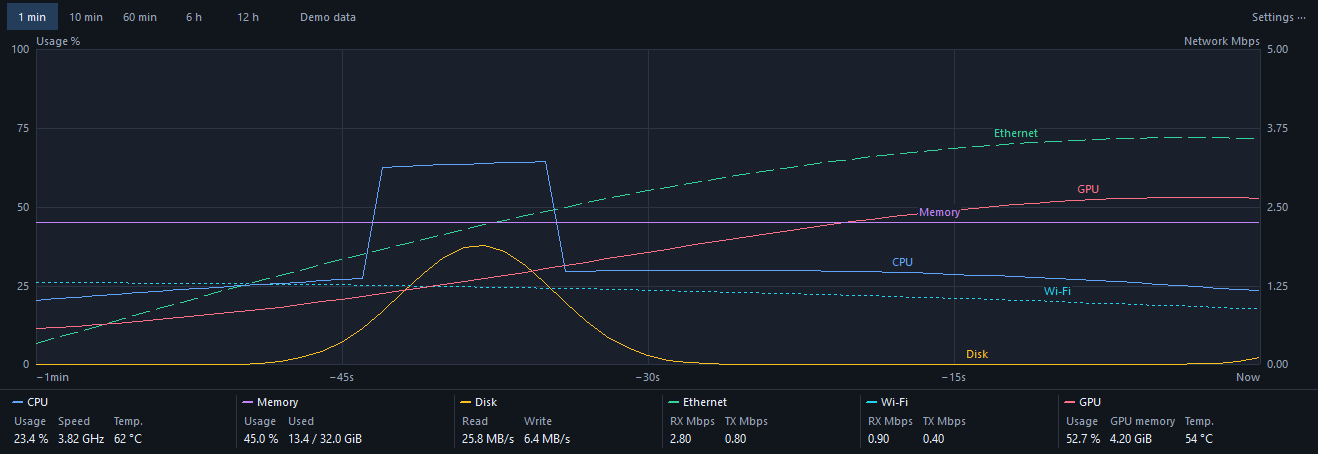 1 min 10 min 60 min 6 h 12 h Demo data Settings ···
Usage % Network Mbps
100 5.00
Ethernet
75 3.75
GPU
Memory
50 2.50
CPU
25 1.25
Wi-Fi
Disk
0 0.00
−1min −45s −30s −15s Now
CPU Memory Disk Ethernet Wi-Fi GPU
Usage Speed Temp. Usage Used Read Write RX Mbps TX Mbps RX Mbps TX Mbps Usage GPU memory Temp.
23.4 % 3.82 GHz 62 °C 45.0 % 13.4 / 32.0 GiB 25.8 MB/s 6.4 MB/s 2.80 0.80 0.90 0.40 52.7 % 4.20 GiB 54 °C